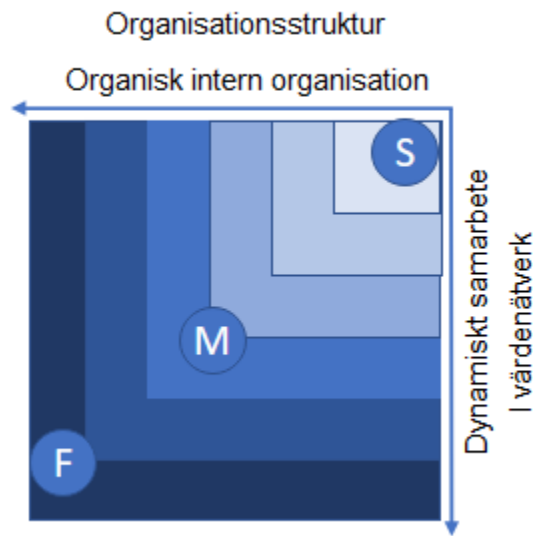 Organisationsstruktur
Organisk intern organisation
S
M
F
Dynamiskt samarbete
I värdenätverk